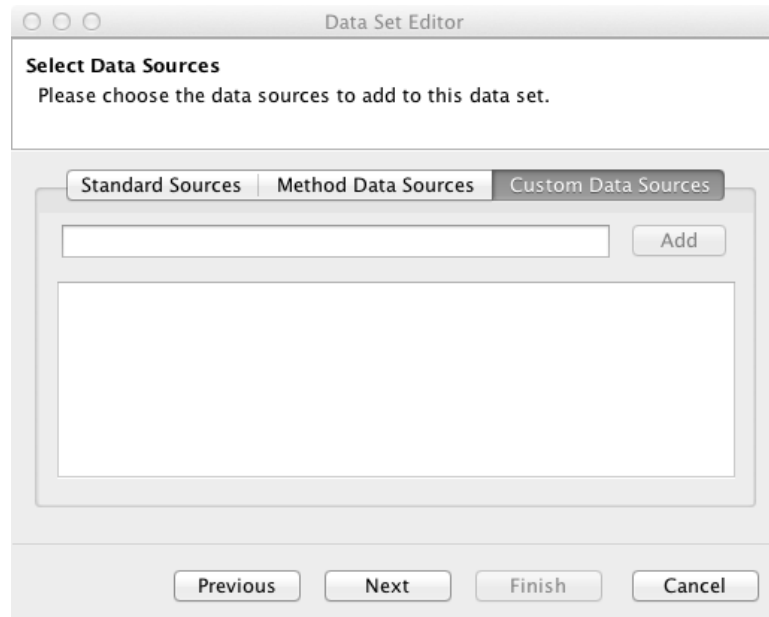 Data Set Editor
Select Data Sources
Please choose the data sources to add to this data set.
Standard Sources Method Data Sources Custom Data Sources
Add
Previous Next Finish Cancel